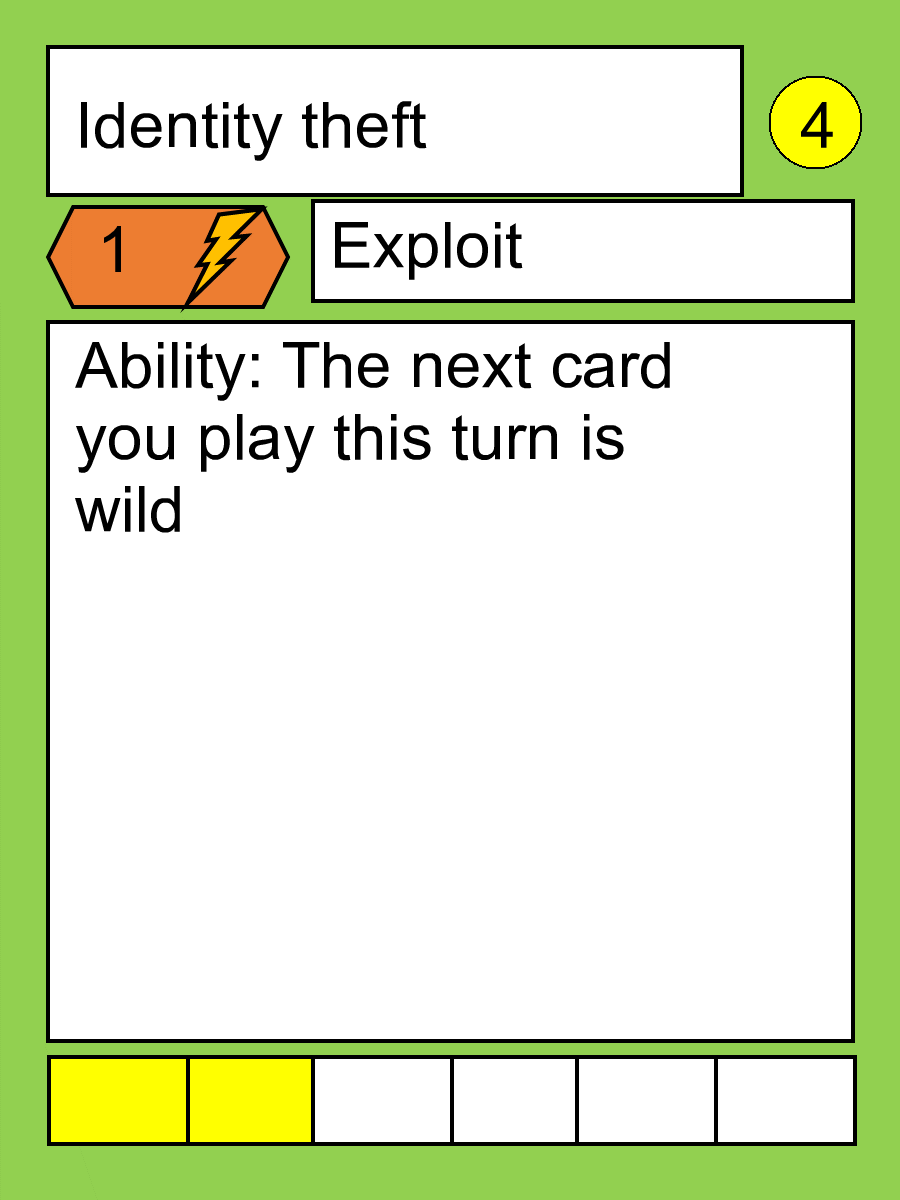 Identity theft
4
1
Exploit
Ability: The next card
you play this turn is
wild